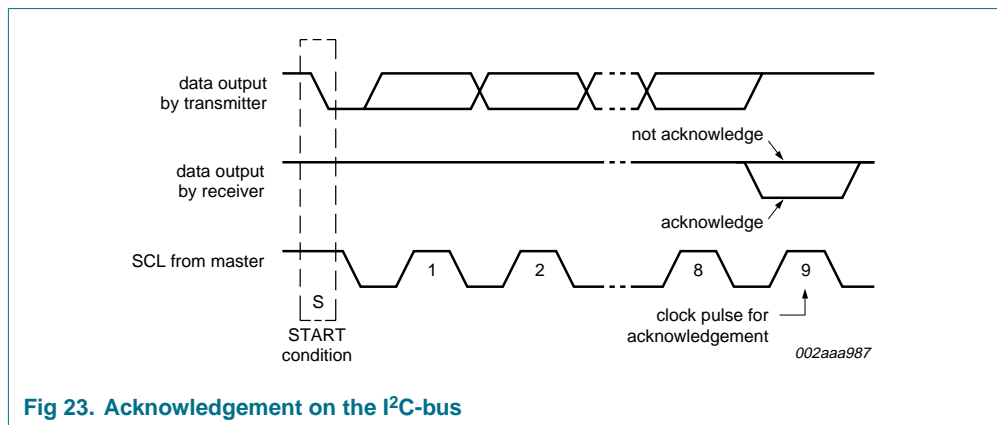 data output
by transmitter
not acknowledge
data output
by receiver
acknowledge
SCL from master
1
2
8
9
S
START
condition
clock pulse for
acknowledgement
002aaa987
Fig 23. Acknowledgement on the I²C-bus